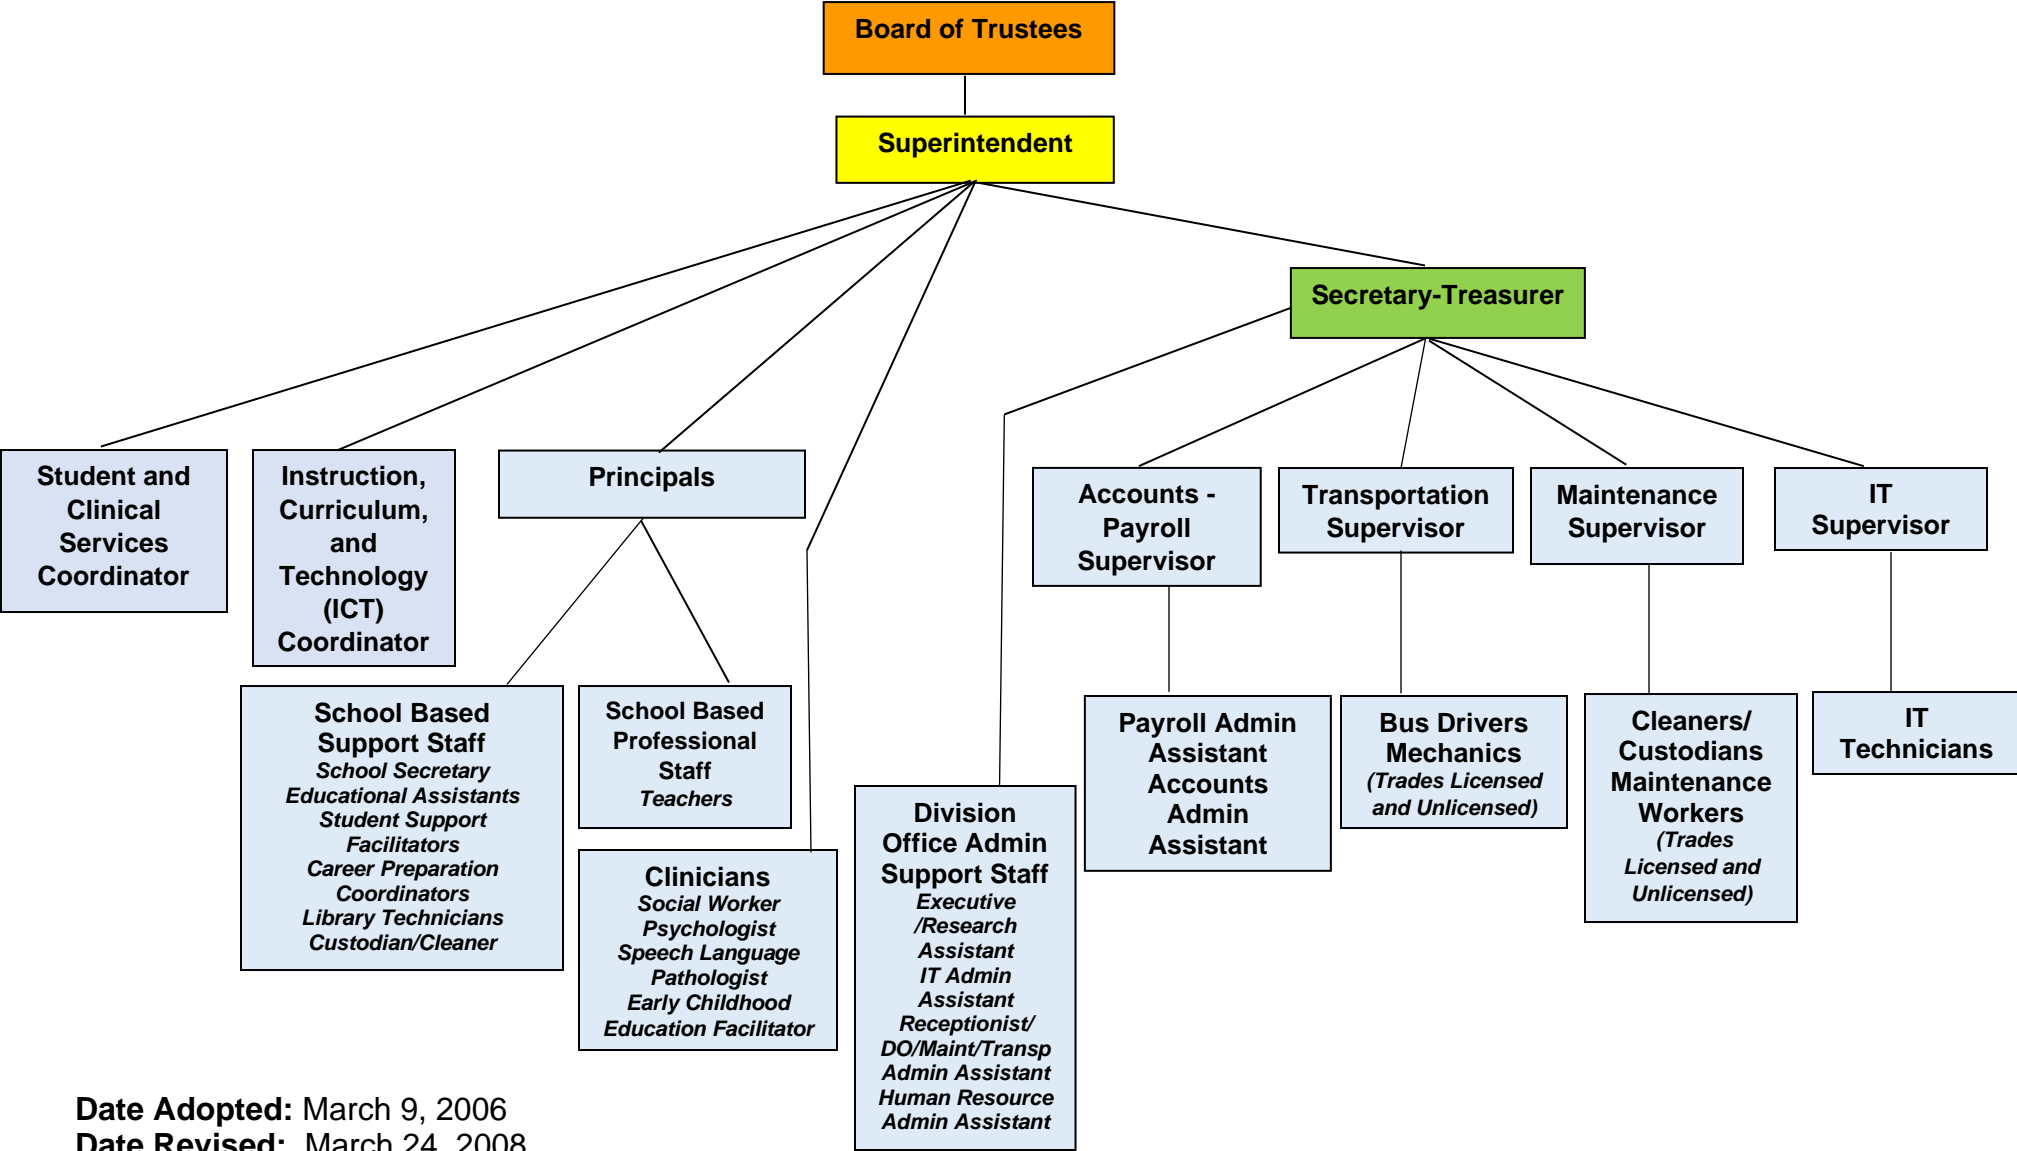 Board of Trustees
Superintendent
Secretary-Treasurer
Student and
Clinical
Services
Coordinator
Instruction,
Curriculum,
and
Technology
(ICT)
Coordinator
Principals
Accounts -
Payroll
Supervisor
Transportation
Supervisor
Maintenance
Supervisor
IT
Supervisor
School Based
Support Staff
School Secretary
Educational Assistants
Student Support
Facilitators
Career Preparation
Coordinators
Library Technicians
Custodian/Cleaner
School Based
Professional
Staff
Teachers
Clinicians
Social Worker
Psychologist
Speech Language
Pathologist
Early Childhood
Education Facilitator
Division
Office Admin
Support Staff
Executive
/Research
Assistant
IT Admin
Assistant
Receptionist/
DO/Maint/Transp
Admin Assistant
Human Resource
Admin Assistant
Payroll Admin
Assistant
Accounts
Admin
Assistant
Bus Drivers
Mechanics
(Trades Licensed
and Unlicensed)
Cleaners/
Custodians
Maintenance
Workers
(Trades
Licensed and
Unlicensed)
IT
Technicians
Date Adopted: March 9, 2006
Date Revised: March 24, 2008